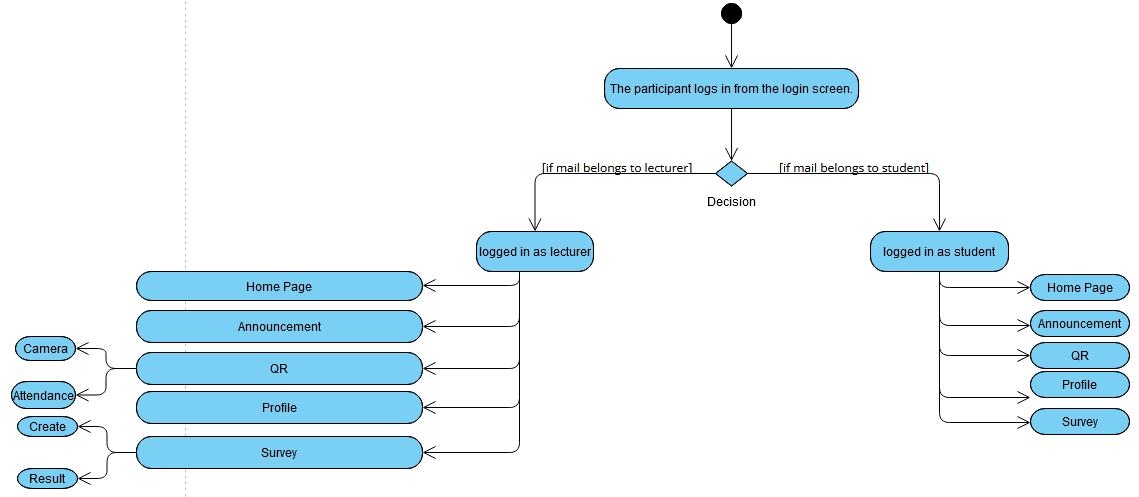 The participant logs in from the login screen.
[if mail belongs to lecturer]
[if mail belongs to student]
Decision
logged in as lecturer
logged in as student
Home Page
Announcement
QR
Profile
Survey
Camera
Attendance
Create
Result
Home Page
Announcement
QR
Profile
Survey